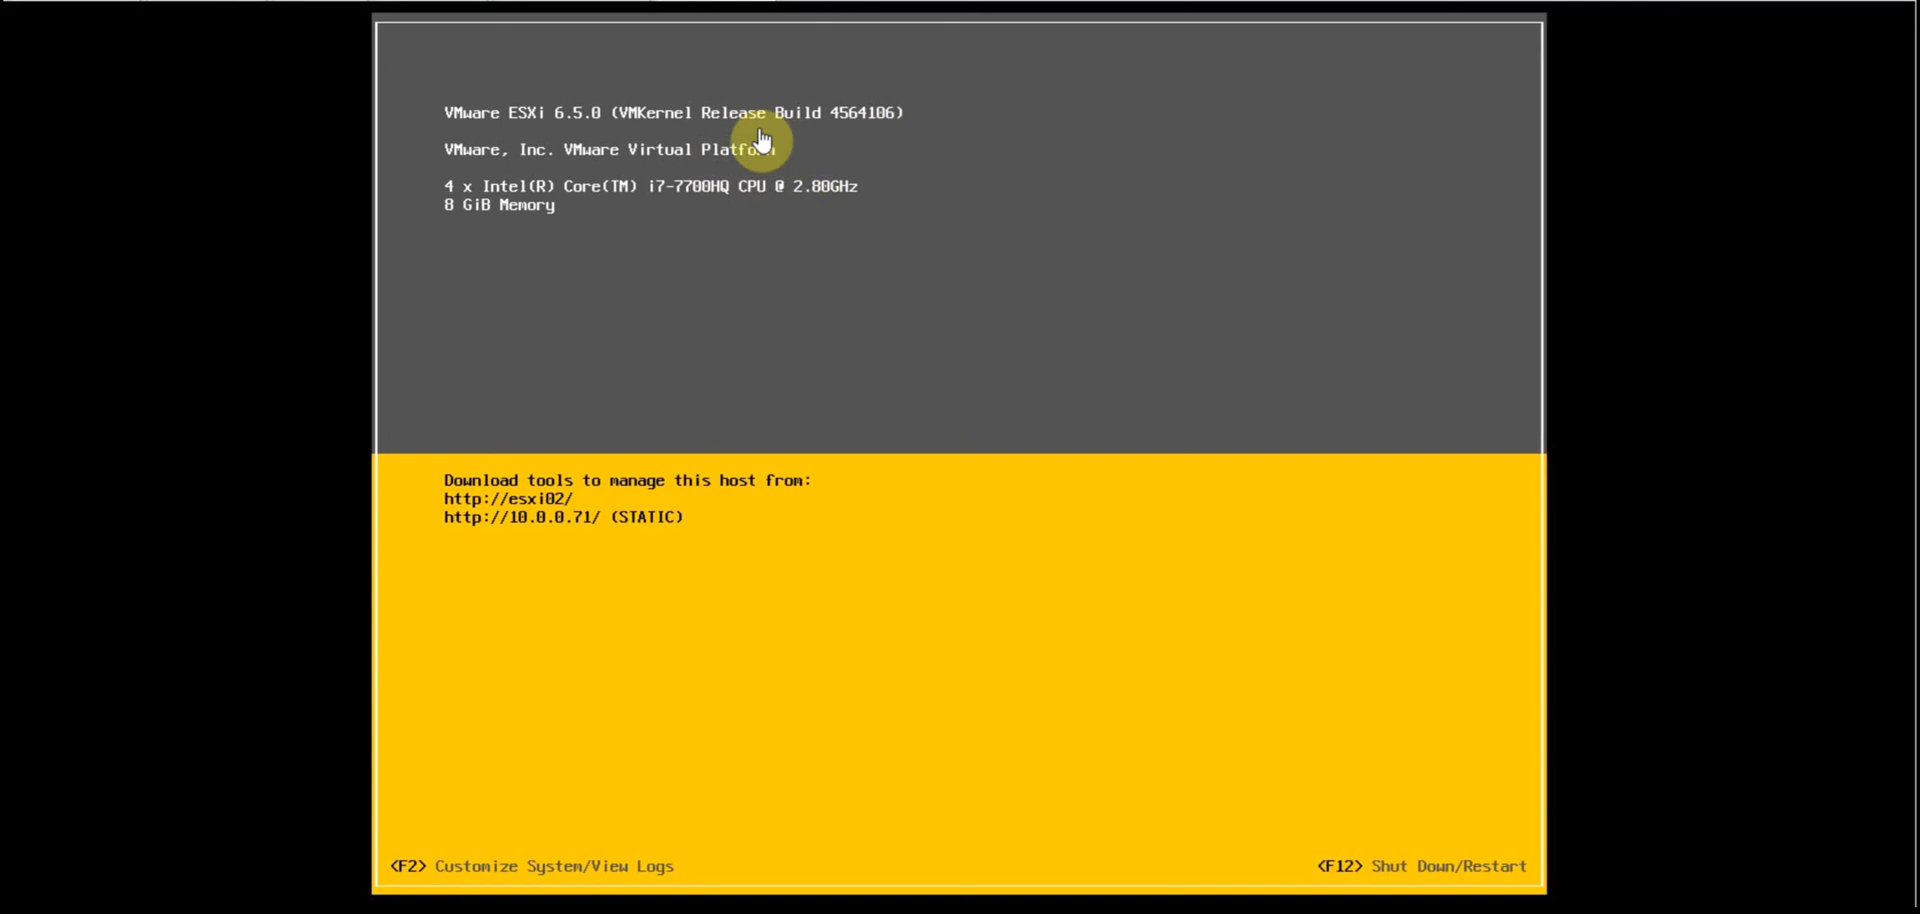 VMware ESXi 6.5.0 (VMKernel Release Build 4564106)
VMware, Inc. VMware Virtual Platform
4 x Intel(R) Core(TM) i7-7700HQ CPU @ 2.80GHz
8 GiB Memory
Download tools to manage this host from:
http://esxi02/
http://10.0.0.71/ (STATIC)
<F2> Customize System/View Logs
<F12> Shut Down/Restart